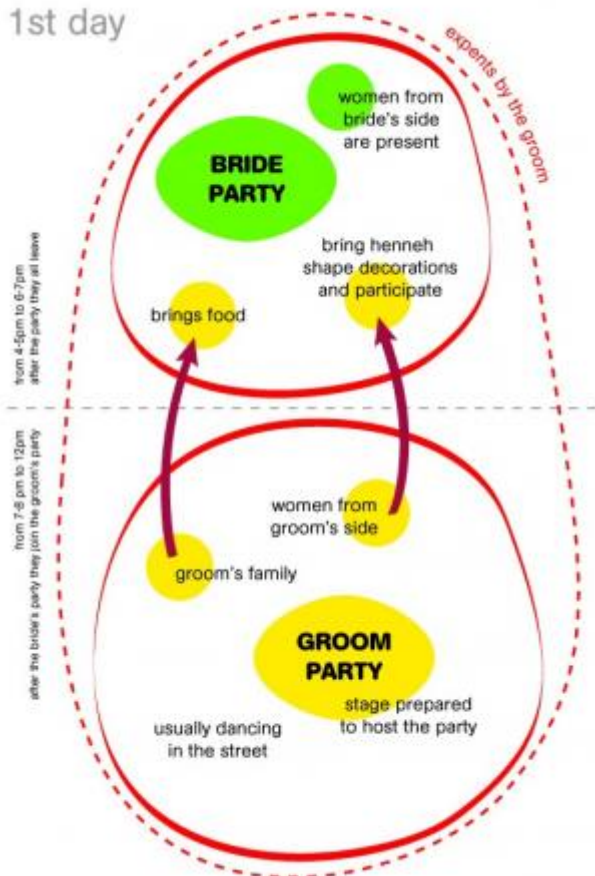 1st day
expents by the groom
women from
bride's side
are present
BRIDE
PARTY
bring henneh
shape decorations
and participate
brings food
from 4-5pm to 6-7pm
after the party they all leave
from 7-8 pm to 12pm
after the bride's party they join the groom's party
women from
groom's side
groom's family
GROOM
PARTY
stage prepared
to host the party
usually dancing
in the street